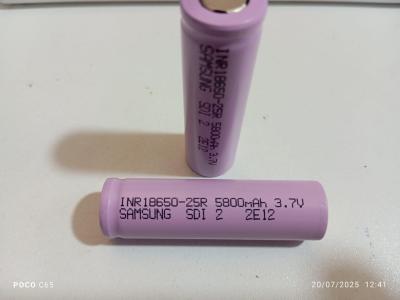 INR18650-25R 5800mAh 3.7V
SAMSUNG SDI 2 2E12
INR18650-25R 5800mAh 3.7V
SAMSUNG SDI 2 2E12
POCO C65
20/07/2025 12:41